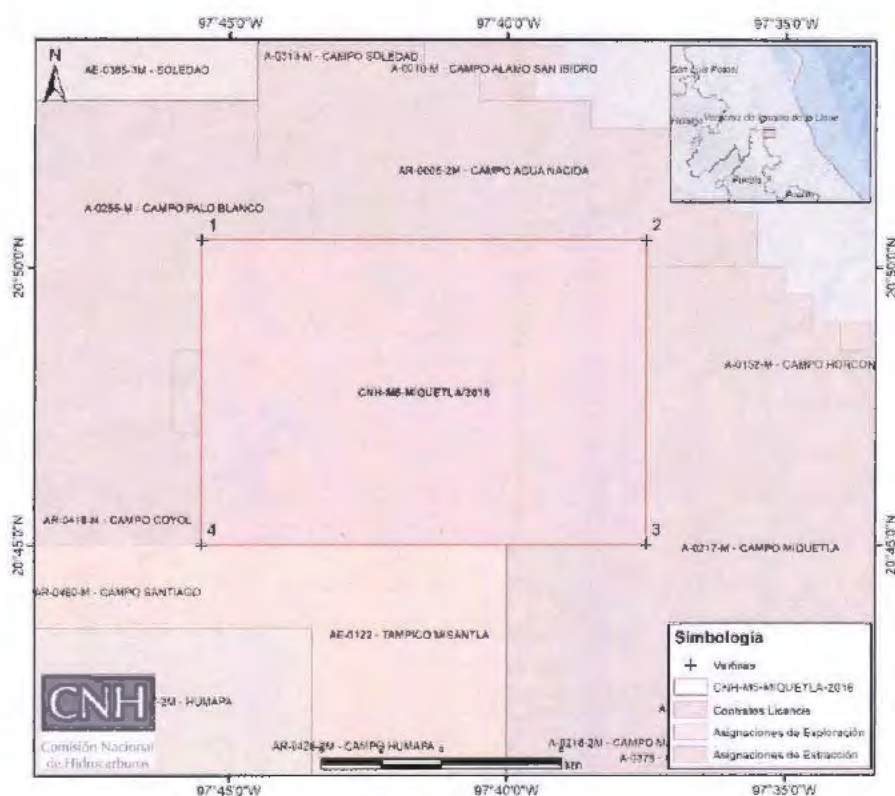 97°45'0"W 97°40'0"W 97°35'0"W
N
AE-0385-3M - SOLEDAD
A-0313-M - CAMPO SOLEDAD
A-0010-M - CAMPO ALAMO SAN ISIDRO
San Luis Potosí
Veracruz de Ignacio de la Llave
Hidalgo
Puebla
AR-0005-2M - CAMPO AGUA NACIDA
A-0255-M - CAMPO PALO BLANCO
1 2
20°50'0"N 20°50'0"N
A-0152-M - CAMPO HORCON
CNH-M5-MIQUETLA/2018
AR-0418-M - CAMPO COYOL
4 3
20°45'0"N 20°45'0"N
A-0217-M - CAMPO MIQUETLA
AR-0460-M - CAMPO SANTIAGO
AE-0122 - TAMPICO MISANTLA
Simbología
Vértices
CNH-M5-MIQUETLA-2018
Contratos Licencia
Asignaciones de Exploración
Asignaciones de Extracción
CNH
Comisión Nacional
de Hidrocarburos
-2M - HUMAPA
AR-0428-2M - CAMPO HUMAPA
A-0218-2M - CAMPO
km
97°45'0"W 97°40'0"W 97°35'0"W